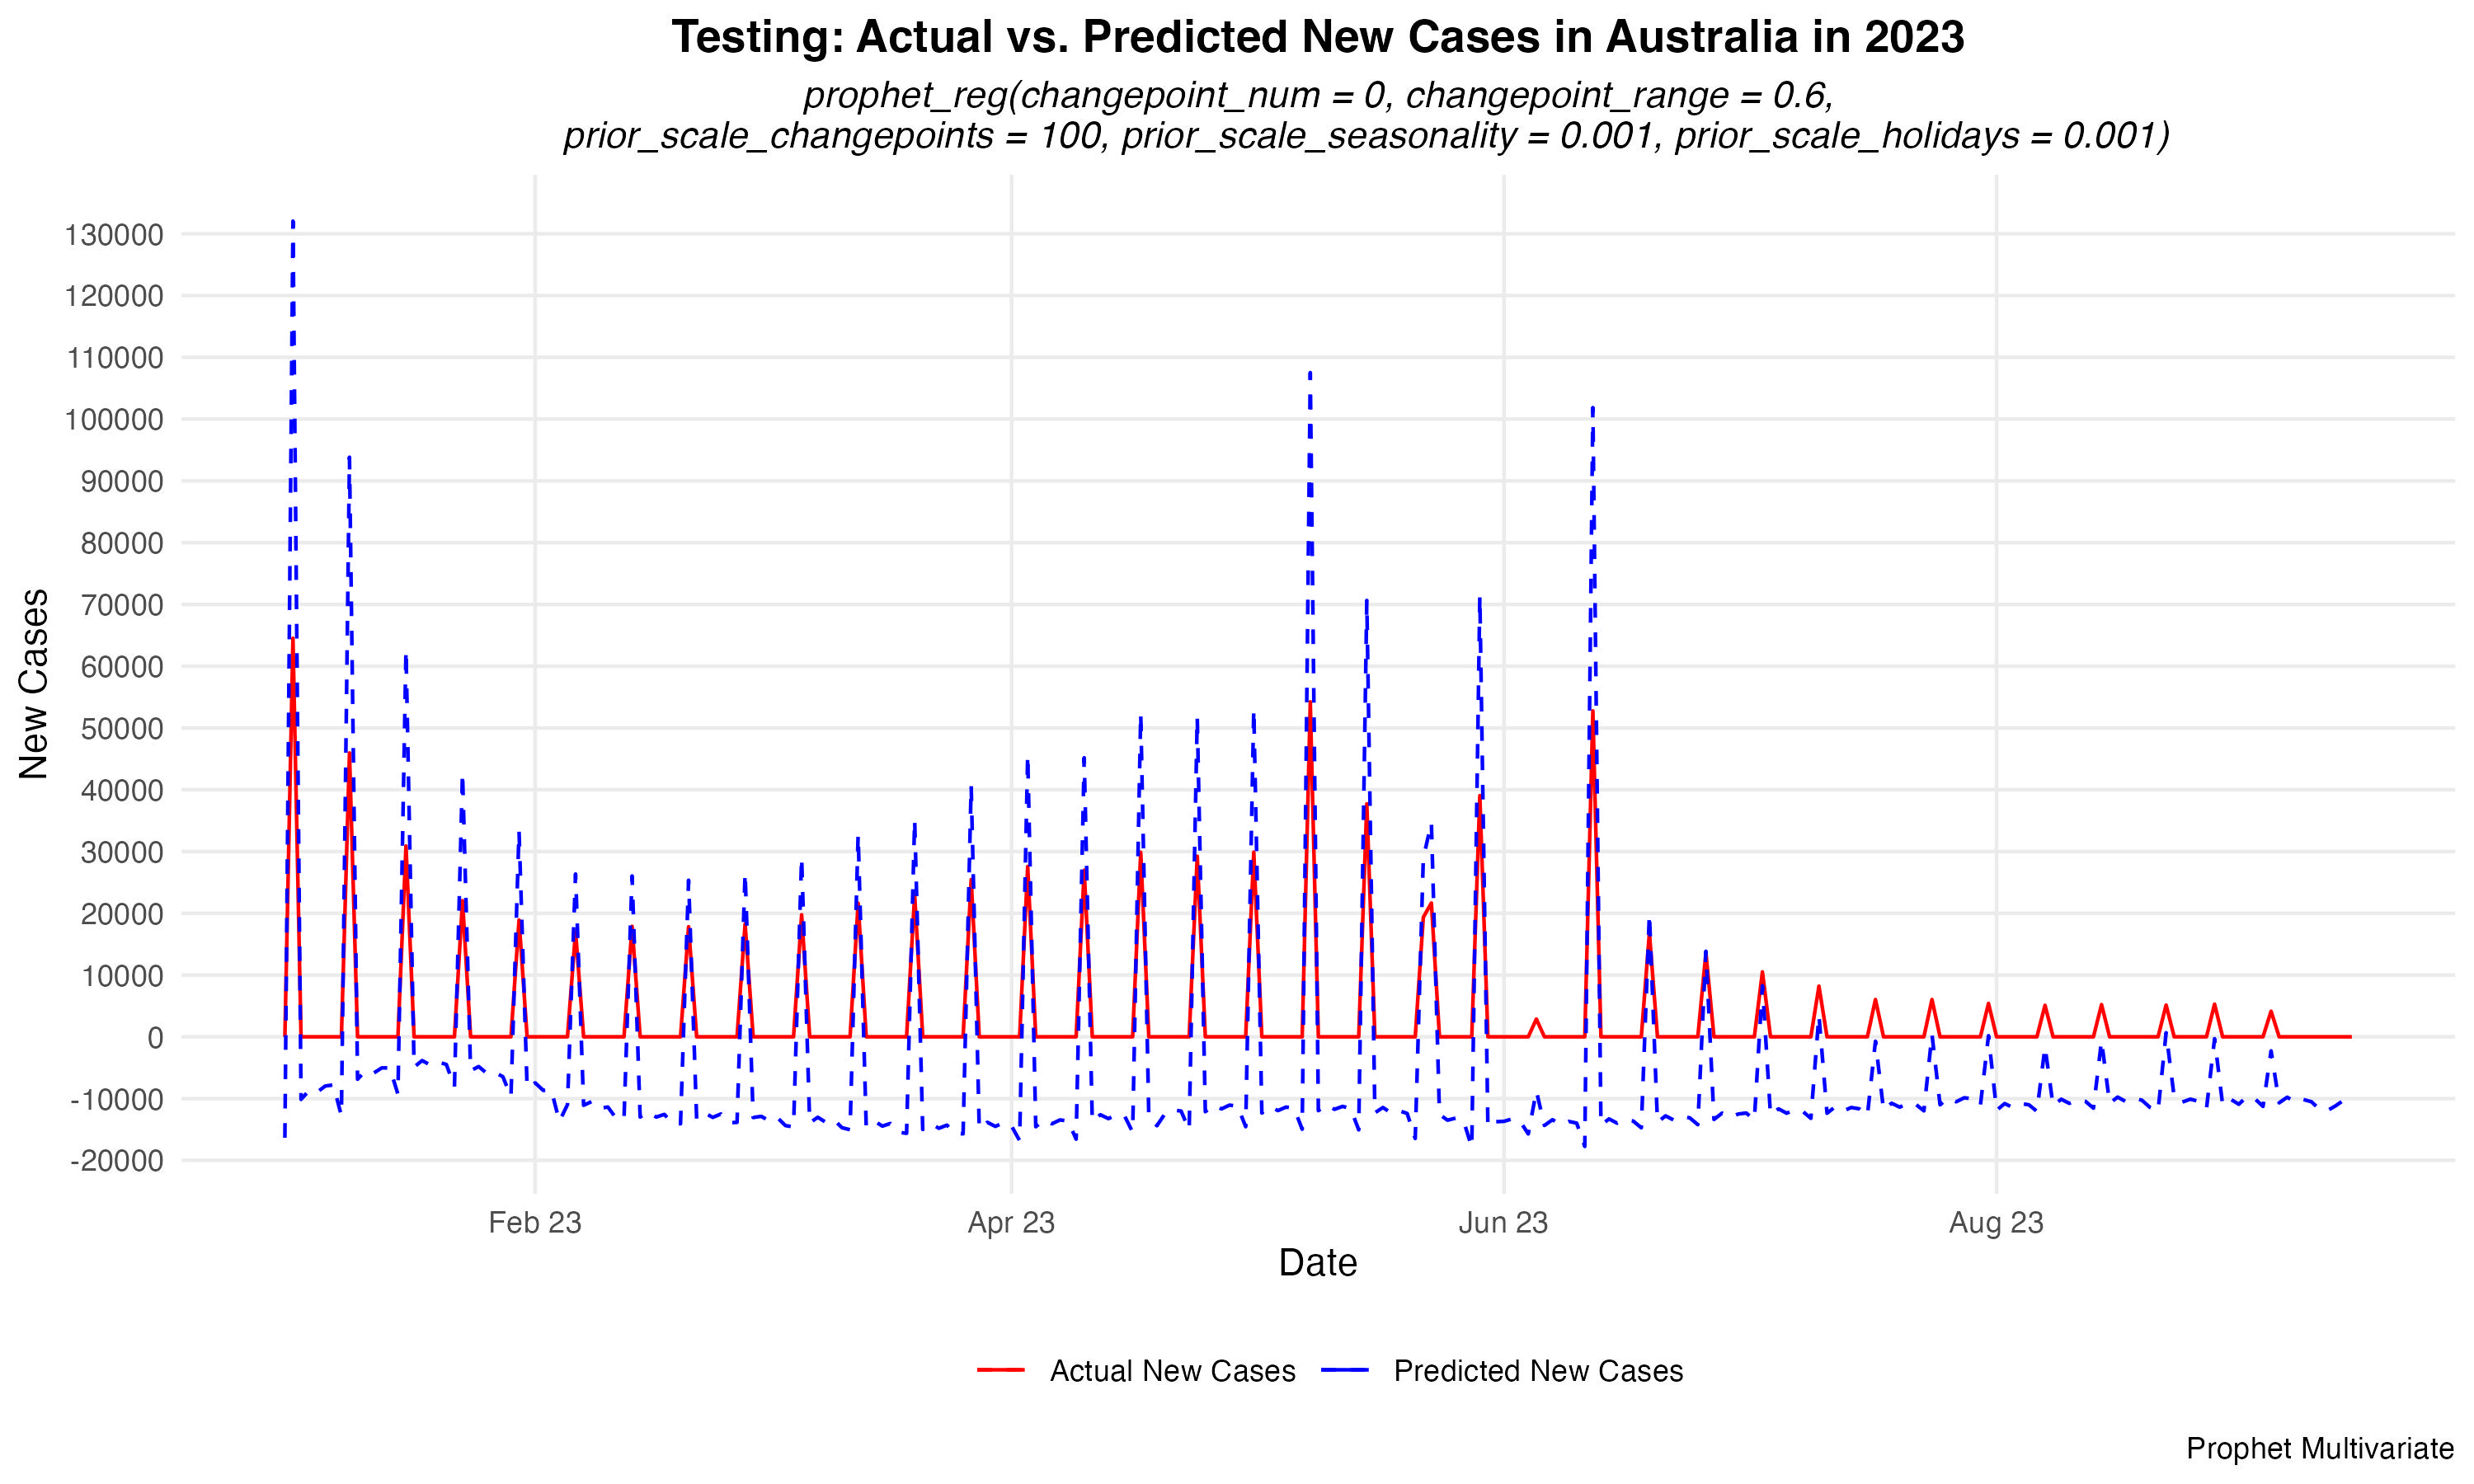 Testing: Actual vs. Predicted New Cases in Australia in 2023
prophet_reg(changepoint_num = 0, changepoint_range = 0.6,
prior_scale_changepoints = 100, prior_scale_seasonality = 0.001, prior_scale_holidays = 0.001)
New Cases
130000
120000
110000
100000
90000
80000
70000
60000
50000
40000
30000
20000
10000
0
-10000
-20000
Feb 23
Apr 23
Jun 23
Aug 23
Date
Actual New Cases
Predicted New Cases
Prophet Multivariate